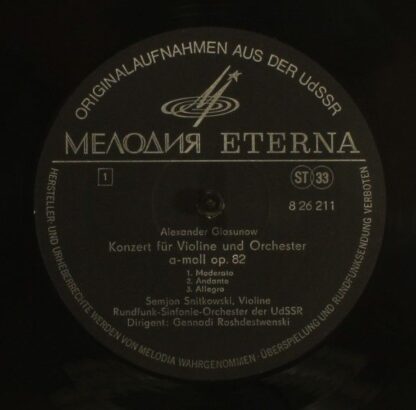 ORIGINALAUFNAHMEN AUS DER UdSSR
МЕЛОДИЯ ETERNA
1
ST 33
8 26 211
Alexander Glasunow
Konzert für Violine und Orchester
a-moll op. 82
1. Moderato
2. Andante
3. Allegro
Semjon Snitkowski, Violine
Rundfunk-Sinfonie-Orchester der UdSSR
Dirigent: Gennadi Roshdestwenski
HERSTELLER- UND URHEBERRECHTE WERDEN VON MELODIA WAHRGENOMMEN · ÜBERSPIELUNG UND RUNDFUNKSENDUNG VERBOTEN